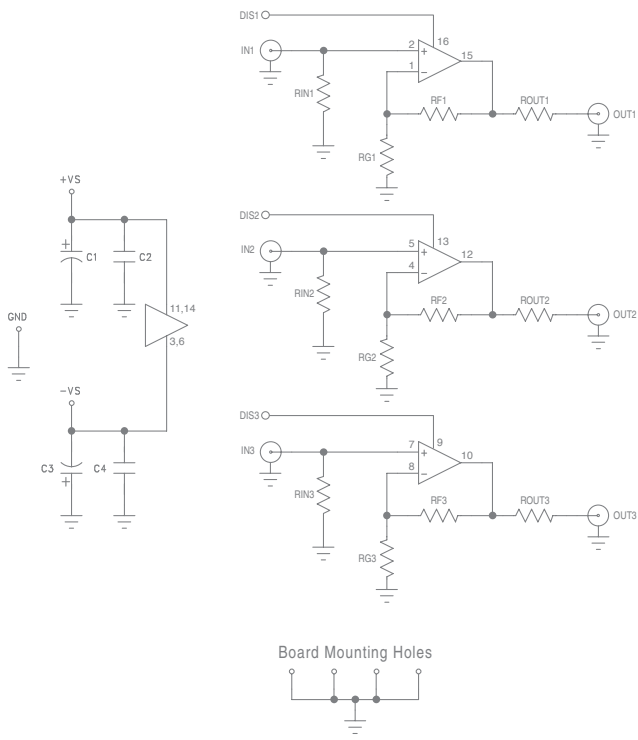 DIS1
16
IN1
2
+
15
1
−
RIN1
RF1
ROUT1
OUT1
RG1
+VS
+
C1
C2
DIS2
13
IN2
5
+
12
4
−
RIN2
RF2
ROUT2
OUT2
RG2
11,14
GND
3,6
−VS
C3
+
C4
DIS3
9
IN3
7
+
10
8
−
RIN3
RF3
ROUT3
OUT3
RG3
Board Mounting Holes